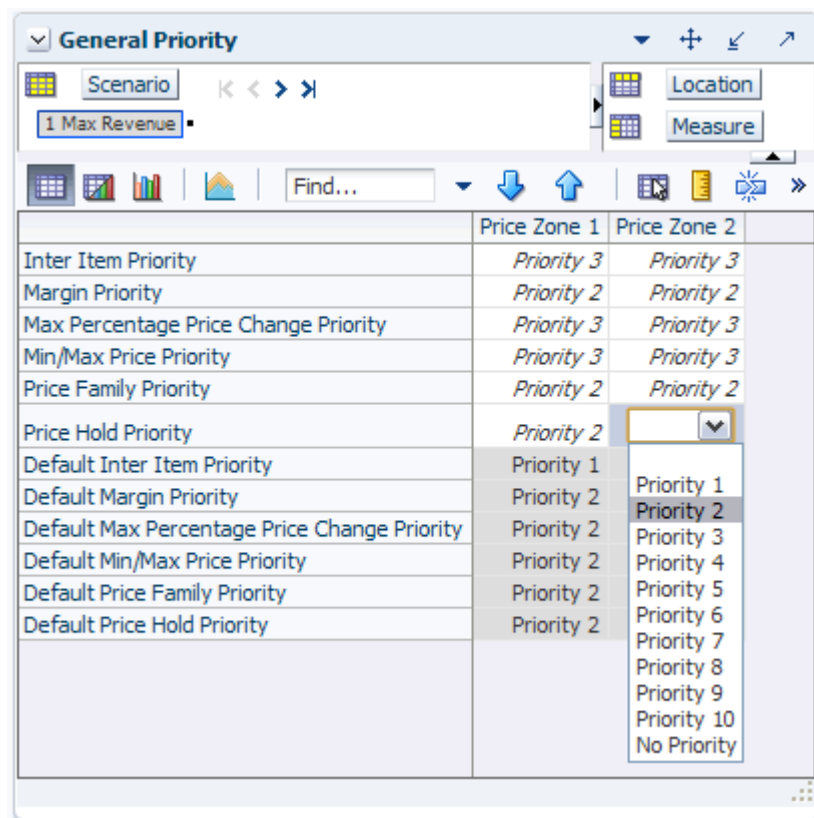 General Priority
Scenario
Location
1 Max Revenue
Measure
Find...
Price Zone 1 Price Zone 2
Inter Item Priority Priority 3 Priority 3
Margin Priority Priority 2 Priority 2
Max Percentage Price Change Priority Priority 3 Priority 3
Min/Max Price Priority Priority 3 Priority 3
Price Family Priority Priority 2 Priority 2
Price Hold Priority Priority 2
Default Inter Item Priority Priority 1
Default Margin Priority Priority 2
Default Max Percentage Price Change Priority Priority 2
Default Min/Max Price Priority Priority 2
Default Price Family Priority Priority 2
Default Price Hold Priority Priority 2
Priority 1
Priority 2
Priority 3
Priority 4
Priority 5
Priority 6
Priority 7
Priority 8
Priority 9
Priority 10
No Priority